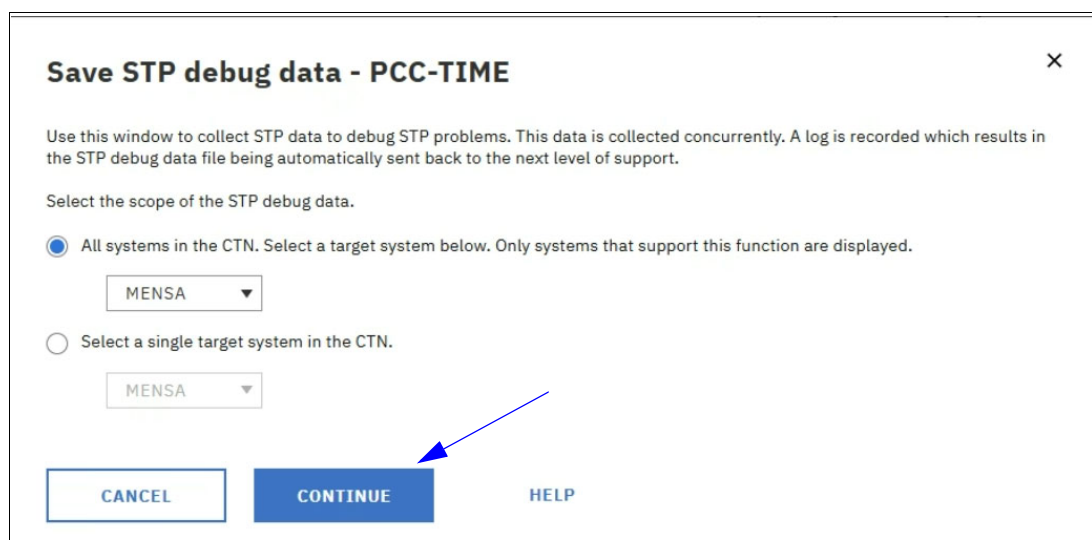 Save STP debug data - PCC-TIME
Use this window to collect STP data to debug STP problems. This data is collected concurrently. A log is recorded which results in
the STP debug data file being automatically sent back to the next level of support.
Select the scope of the STP debug data.
All systems in the CTN. Select a target system below. Only systems that support this function are displayed.
MENSA
Select a single target system in the CTN.
MENSA
CANCEL CONTINUE HELP